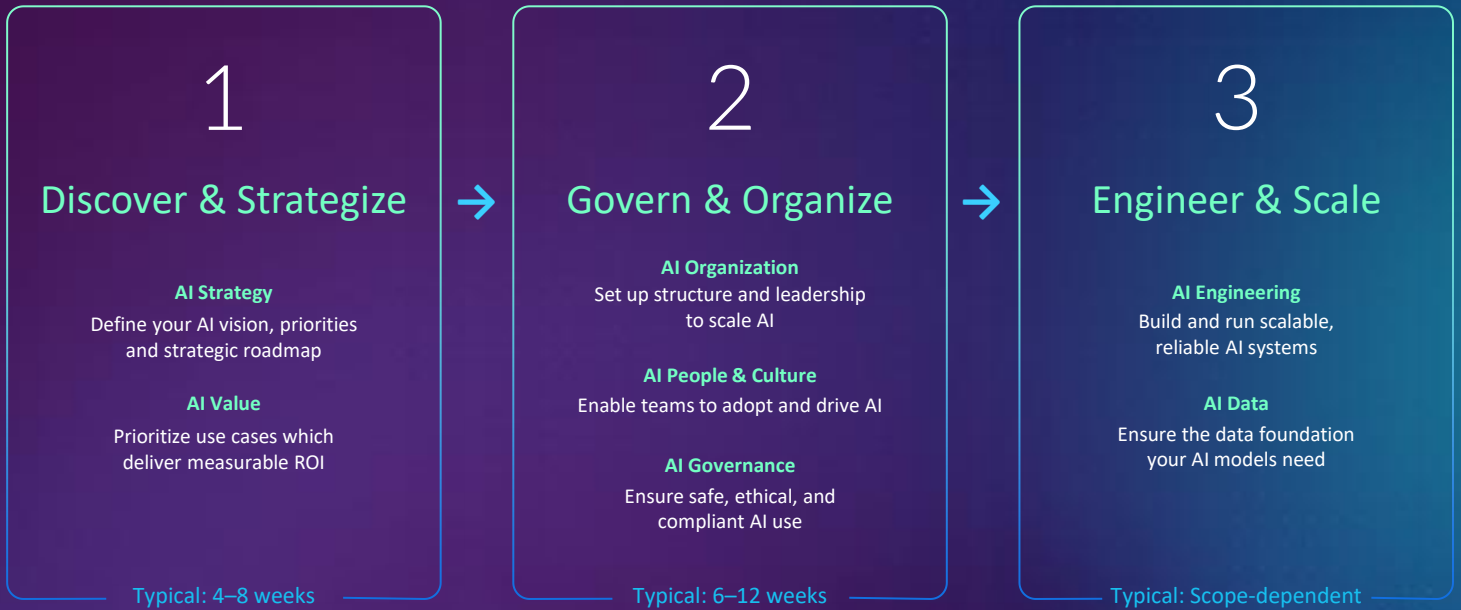 1
Discover & Strategize
AI Strategy
Define your AI vision, priorities
and strategic roadmap
AI Value
Prioritize use cases which
deliver measurable ROI
Typical: 4–8 weeks
→
2
Govern & Organize
AI Organization
Set up structure and leadership
to scale AI
AI People & Culture
Enable teams to adopt and drive AI
AI Governance
Ensure safe, ethical, and
compliant AI use
Typical: 6–12 weeks
→
3
Engineer & Scale
AI Engineering
Build and run scalable,
reliable AI systems
AI Data
Ensure the data foundation
your AI models need
Typical: Scope-dependent